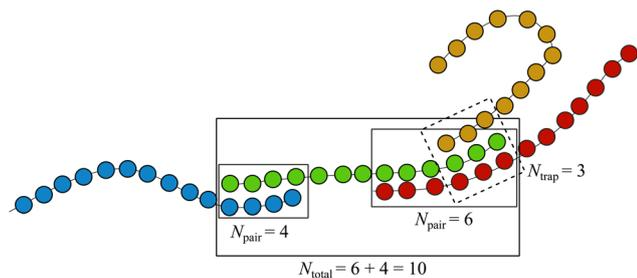 N_trap = 3
N_pair = 4
N_pair = 6
N_total = 6 + 4 = 10